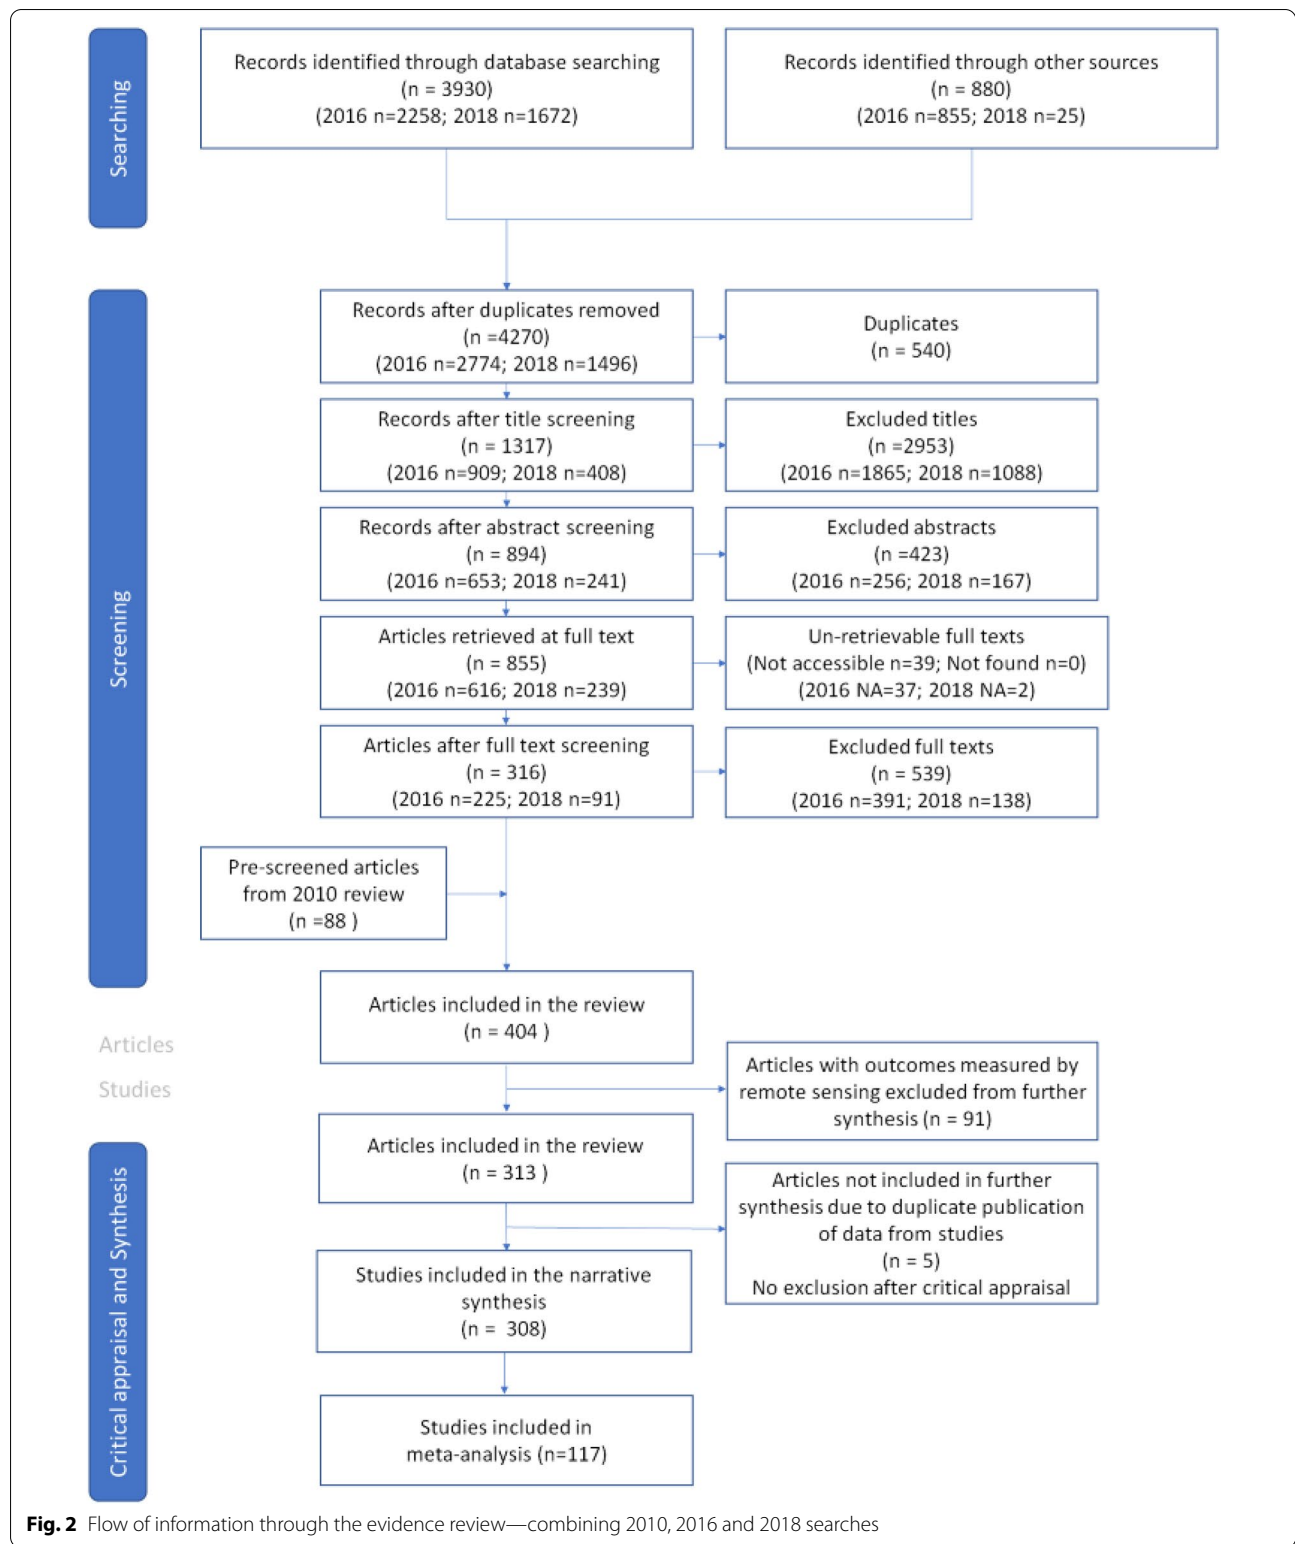 Searching
Records identified through database searching
(n = 3930)
(2016 n=2258; 2018 n=1672)
Records identified through other sources
(n = 880)
(2016 n=855; 2018 n=25)
Screening
Records after duplicates removed
(n =4270)
(2016 n=2774; 2018 n=1496)
Duplicates
(n = 540)
Records after title screening
(n = 1317)
(2016 n=909; 2018 n=408)
Excluded titles
(n =2953)
(2016 n=1865; 2018 n=1088)
Records after abstract screening
(n = 894)
(2016 n=653; 2018 n=241)
Excluded abstracts
(n =423)
(2016 n=256; 2018 n=167)
Articles retrieved at full text
(n = 855)
(2016 n=616; 2018 n=239)
Un-retrievable full texts
(Not accessible n=39; Not found n=0)
(2016 NA=37; 2018 NA=2)
Articles after full text screening
(n = 316)
(2016 n=225; 2018 n=91)
Excluded full texts
(n = 539)
(2016 n=391; 2018 n=138)
Pre-screened articles
from 2010 review
(n =88 )
Articles included in the review
(n = 404 )
Articles
Studies
Articles with outcomes measured by
remote sensing excluded from further
synthesis (n = 91)
Critical appraisal and Synthesis
Articles included in the review
(n = 313 )
Articles not included in further
synthesis due to duplicate publication
of data from studies
(n = 5)
No exclusion after critical appraisal
Studies included in the narrative
synthesis
(n =  308)
Studies included in
meta-analysis (n=117)
Fig. 2 Flow of information through the evidence review—combining 2010, 2016 and 2018 searches